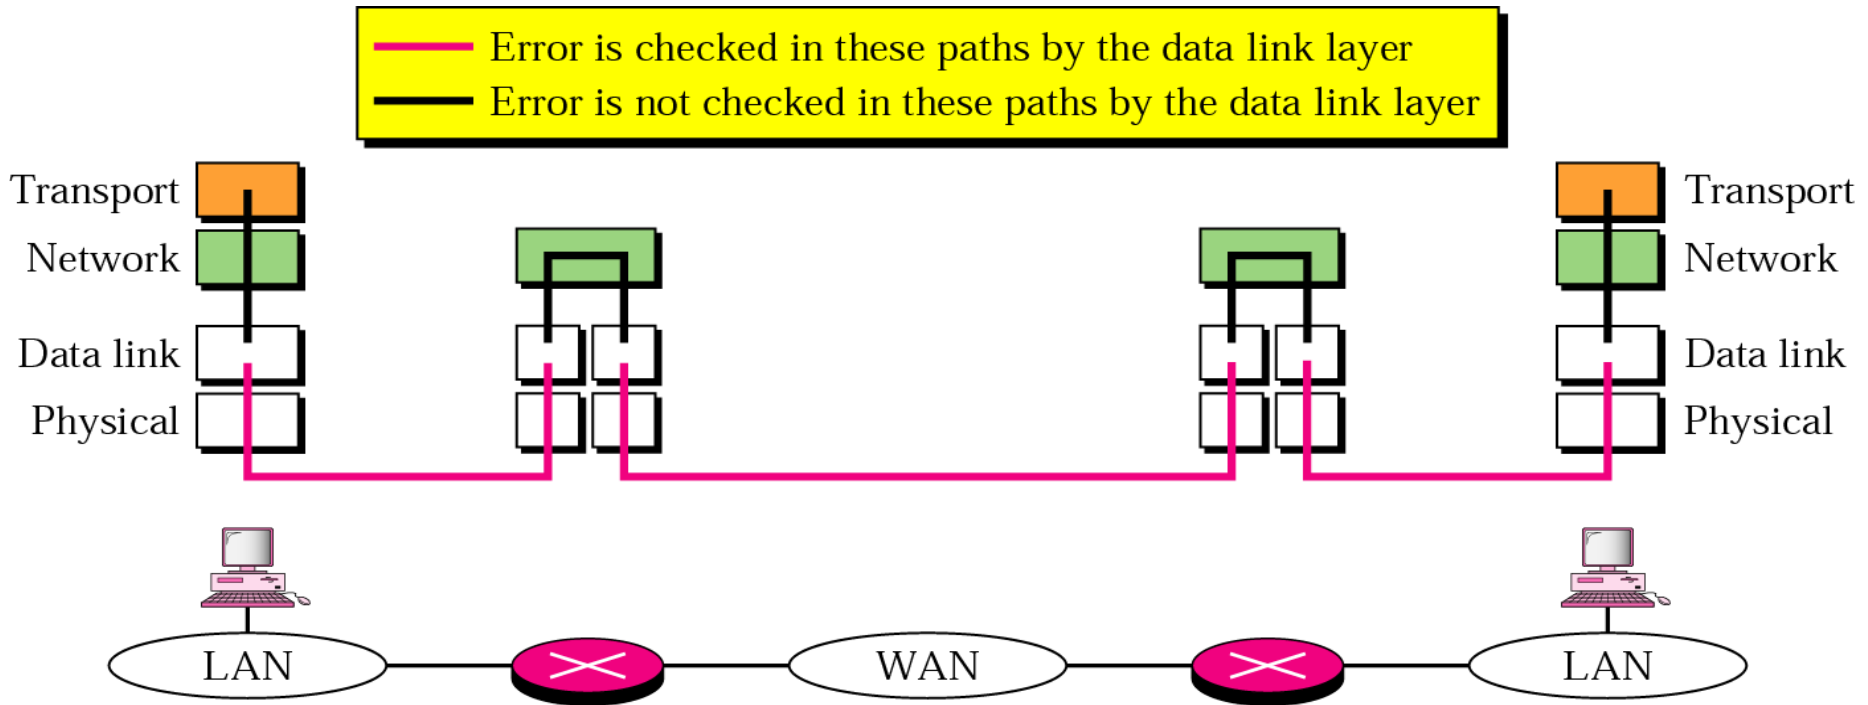 Error is checked in these paths by the data link layer
Error is not checked in these paths by the data link layer
Transport
Transport
Network
Network
Data link
Data link
Physical
Physical
LAN
WAN
LAN